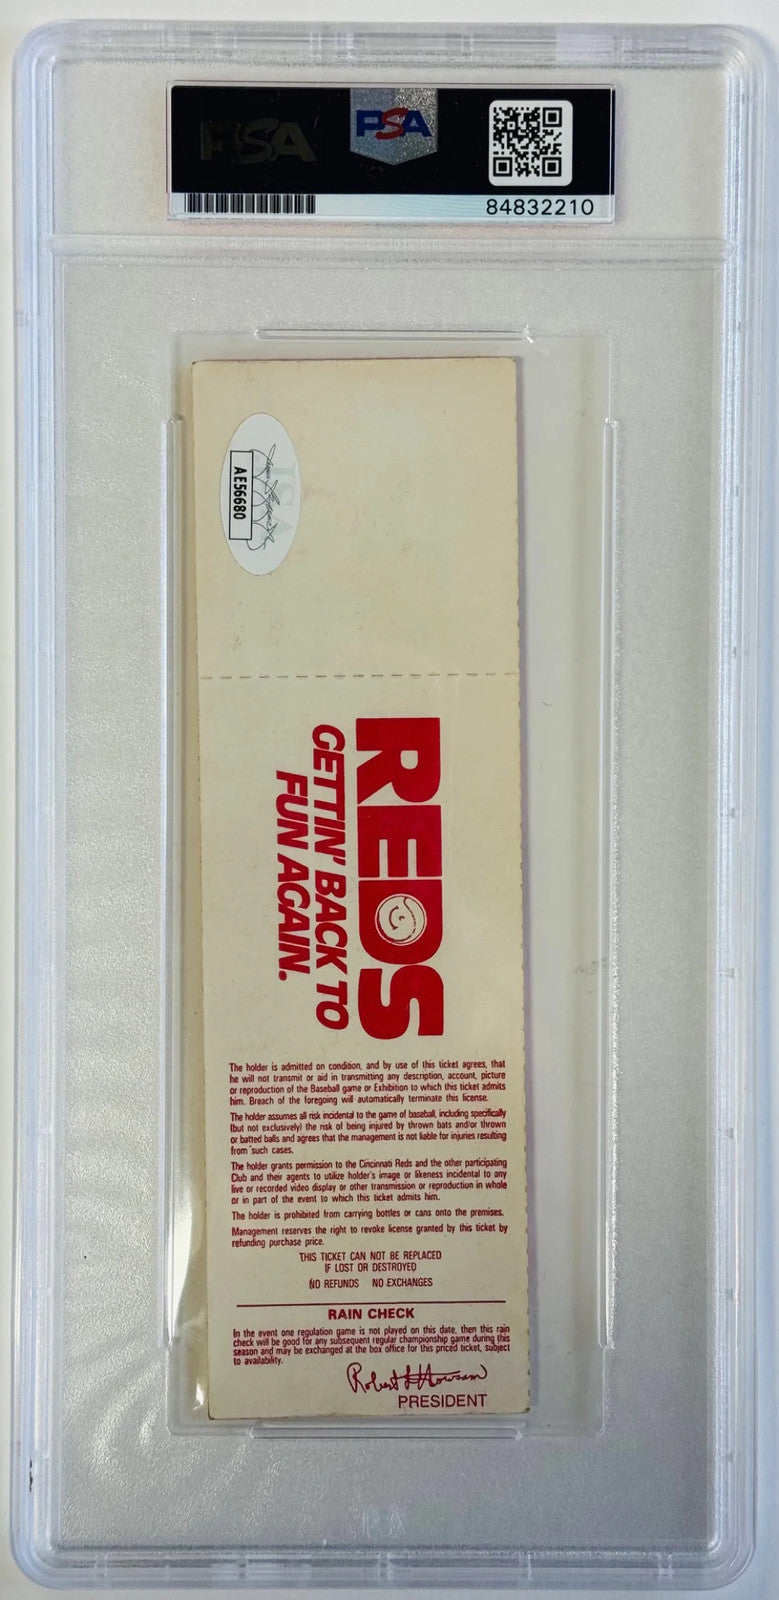 PSA
PSA
84832210
AE56680
REDS
GETTIN' BACK TO
FUN AGAIN.
The holder is admitted on condition, and by use of this ticket agrees, that
he will not transmit or aid in transmitting any description, account, picture
or reproduction of the Baseball game or Exhibition to which this ticket admits
him. Breach of the foregoing will automatically terminate this license.
The holder assumes all risk incidental to the game of baseball, including specifically
(but not exclusively) the risk of being injured by thrown bats and/or thrown
or batted balls and agrees that the management is not liable for injuries resulting
from such cases.
The holder grants permission to the Cincinnati Reds and the other participating
Club and their agents to utilize holder's image or likeness incidental to any
live or recorded video display or other transmission or reproduction in whole
or in part of the event to which this ticket admits him.
The holder is prohibited from carrying bottles or cans onto the premises.
Management reserves the right to revoke license granted by this ticket by
refunding purchase price.
THIS TICKET CAN NOT BE REPLACED
IF LOST OR DESTROYED
NO REFUNDS NO EXCHANGES
RAIN CHECK
In the event one regulation game is not played on this date, then this rain
check will be good for any subsequent regular championship game during this
season and may be exchanged at the box office for this priced ticket, subject
to availability.
Robert L Howsam
PRESIDENT